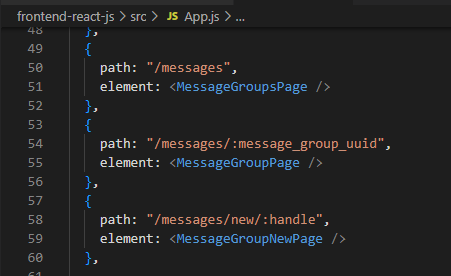 frontend-react-js > src > JS App.js > ...
48 },
49 {
50 path: "/messages",
51 element: <MessageGroupsPage />
52 },
53 {
54 path: "/messages/:message_group_uuid",
55 element: <MessageGroupPage />
56 },
57 {
58 path: "/messages/new/:handle",
59 element: <MessageGroupNewPage />
60 },
61